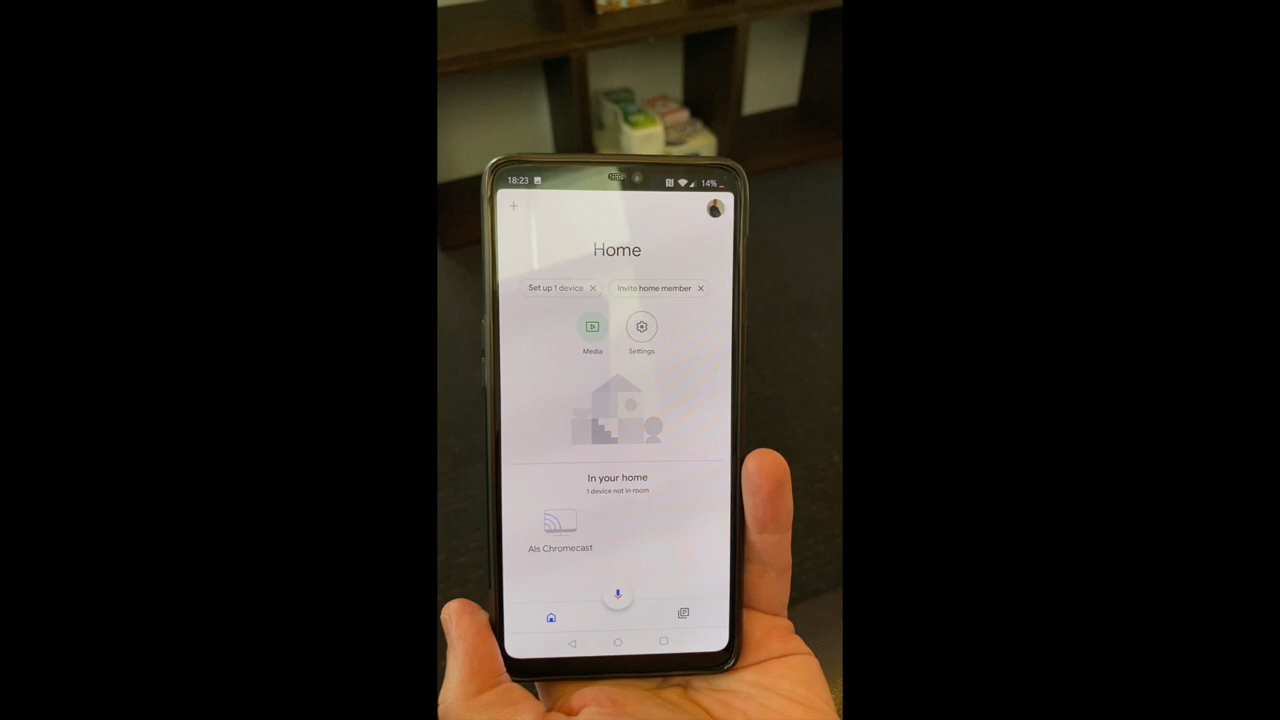 18:23 14%
Home
Set up 1 device Invite home member
Media Settings
In your home
1 device not in room
Als Chromecast